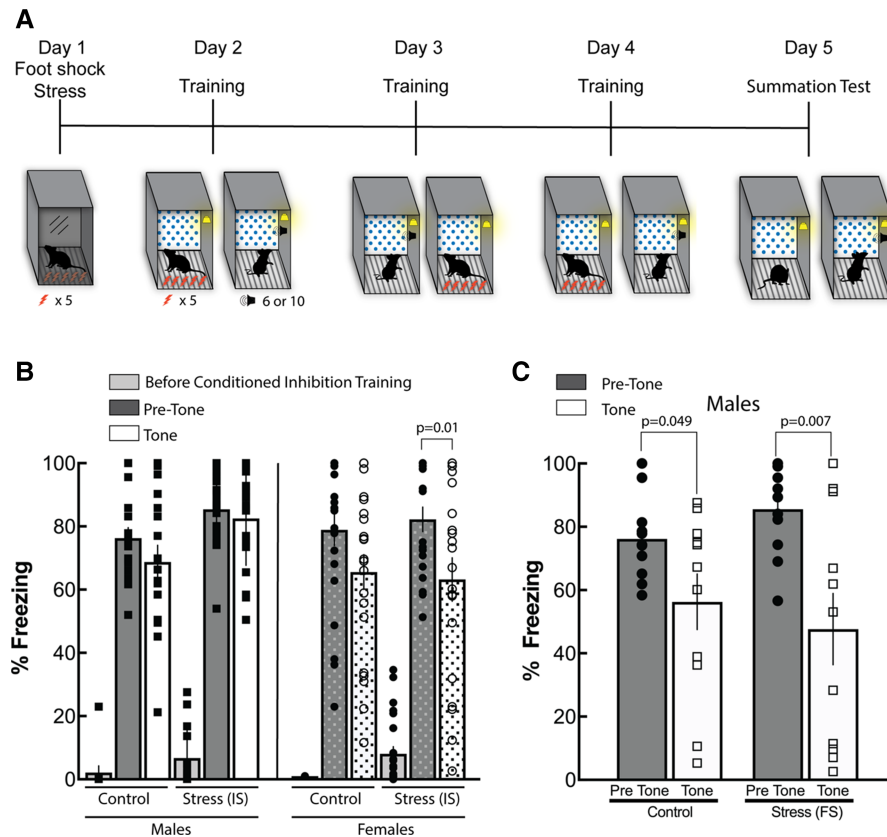 A
Day 1
Foot shock
Stress
Day 2
Training
Day 3
Training
Day 4
Training
Day 5
Summation Test
x 5
x 5
6 or 10
B
Before Conditioned Inhibition Training
Pre-Tone
Tone
p=0.01
% Freezing
100
80
60
40
20
0
Control
Stress (IS)
Control
Stress (IS)
Males
Females
C
Pre-Tone
Tone
Males
p=0.049
p=0.007
% Freezing
100
80
60
40
20
0
Pre Tone
Tone
Pre Tone
Tone
Control
Stress (FS)